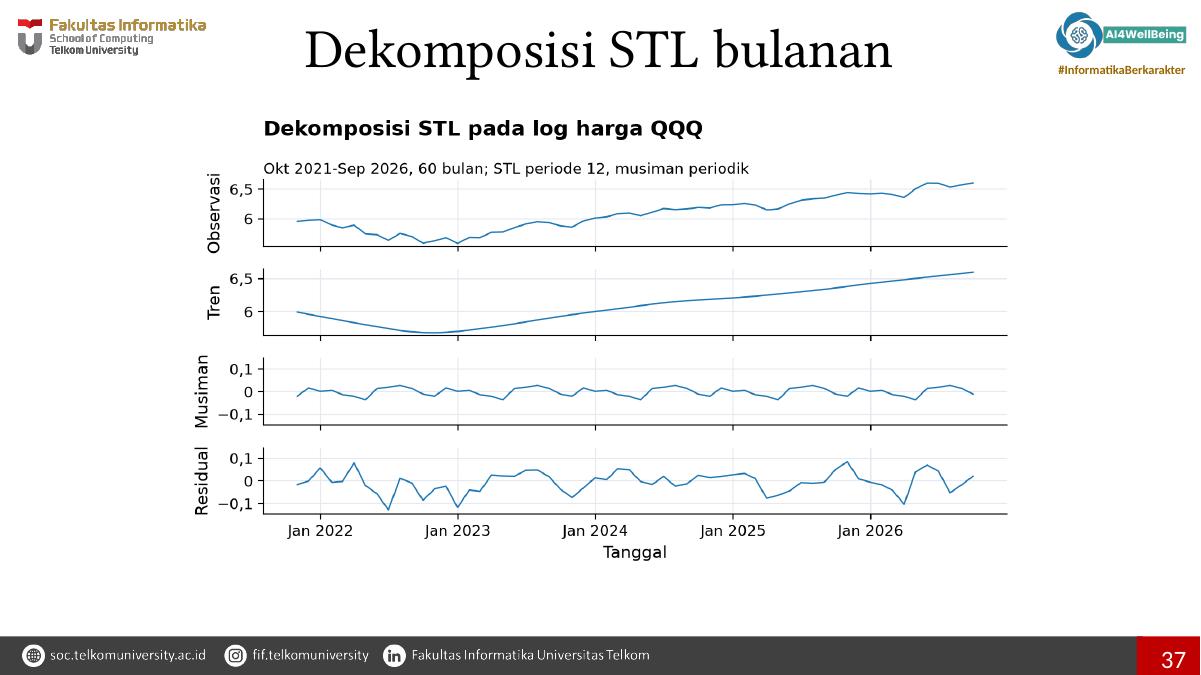 Fakultas Informatika
School of Computing
Telkom University
Dekomposisi STL bulanan
AI4WellBeing
#InformatikaBerkarakter
Dekomposisi STL pada log harga QQQ
Okt 2021-Sep 2026, 60 bulan; STL periode 12, musiman periodik
Observasi
6,5
6
Tren
6,5
6
Musiman
0,1
0
−0,1
Residual
0,1
0
−0,1
Jan 2022
Jan 2023
Jan 2024
Jan 2025
Jan 2026
Tanggal
soc.telkomuniversity.ac.id
fif.telkomuniversity
in
Fakultas Informatika Universitas Telkom
37